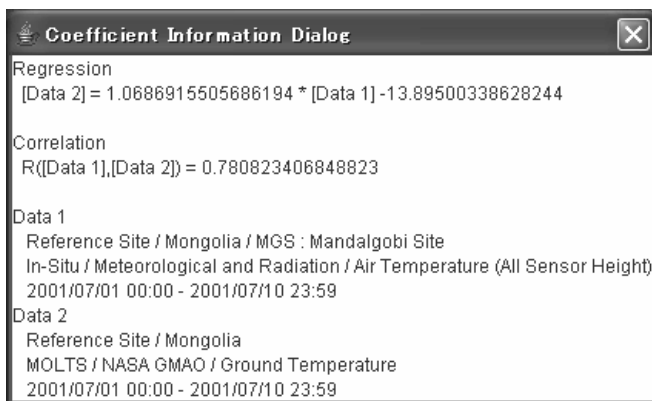 Coefficient Information Dialog
Regression
[Data 2] = 1.0686915505686194 * [Data 1] -13.89500338628244
Correlation
R([Data 1],[Data 2]) = 0.780823406848823
Data 1
Reference Site / Mongolia / MGS : Mandalgobi Site
In-Situ / Meteorological and Radiation / Air Temperature (All Sensor Height)
2001/07/01 00:00 - 2001/07/10 23:59
Data 2
Reference Site / Mongolia
MOLTS / NASA GMAO / Ground Temperature
2001/07/01 00:00 - 2001/07/10 23:59